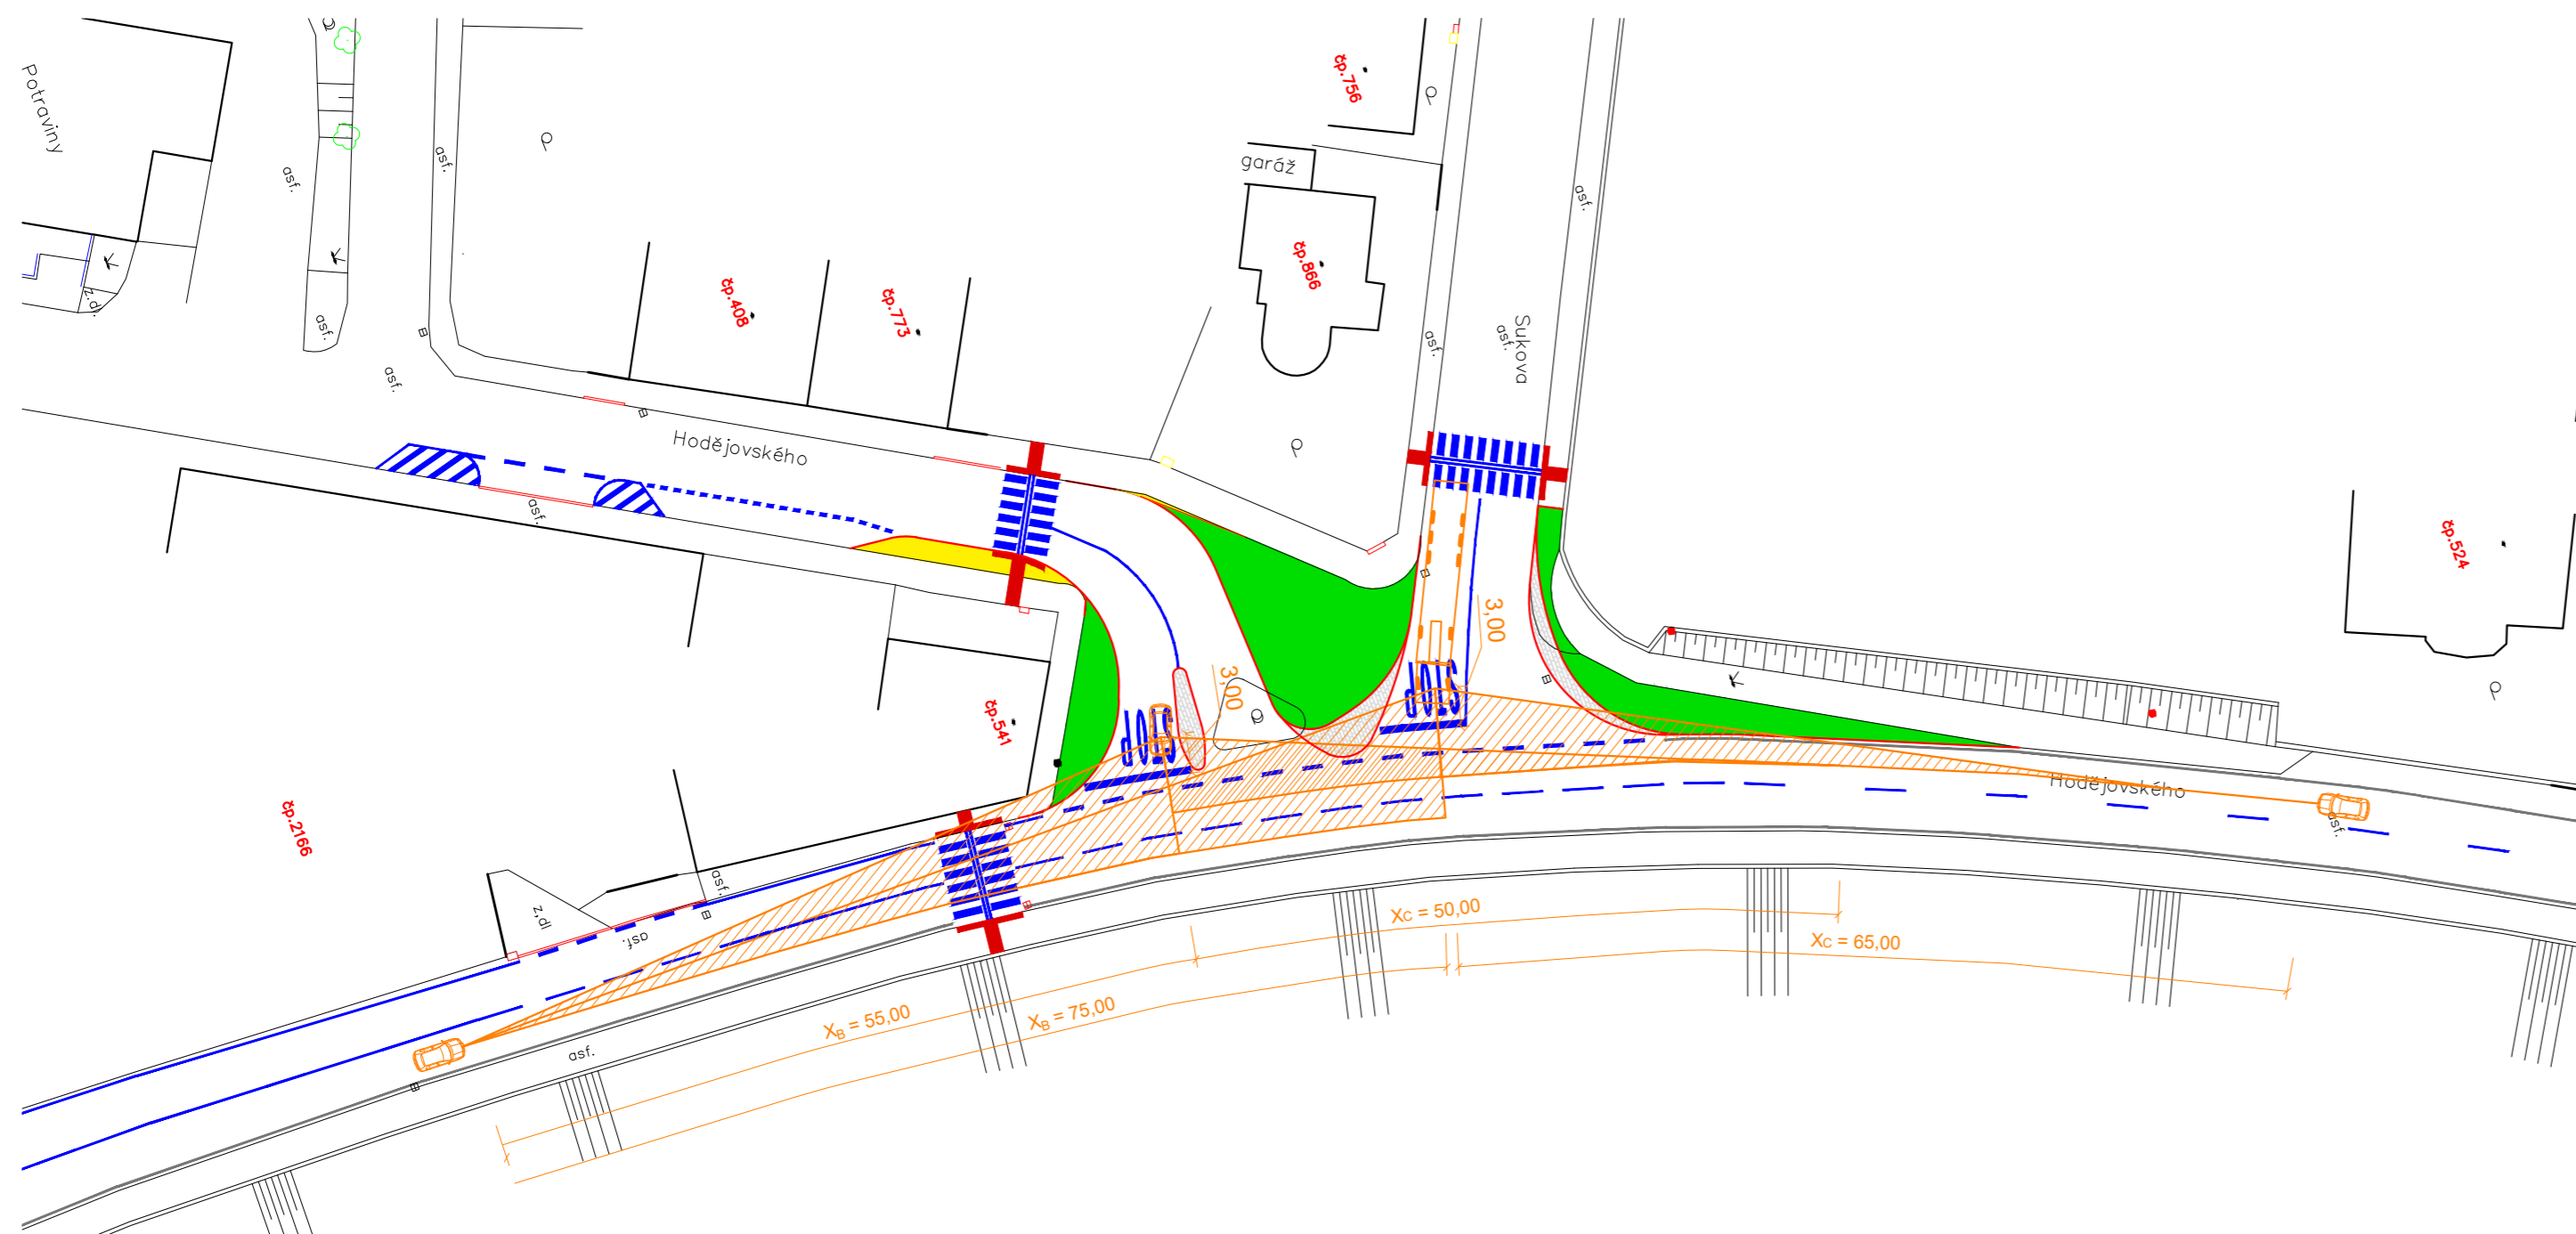 Potraviny
asf.
asf.
z.dl.
asf.
asf.
čp.408
čp.773
čp.756
garáž
čp.866
asf.
asf.
Sukova
asf.
Hodějovského
asf.
čp.524
3,00
3,00
STOP
STOP
čp.541
čp.2166
Hodějovského
asf.
asf.
z,dl
asf.
asf.
XB = 55,00
XB = 75,00
XC = 50,00
XC = 65,00